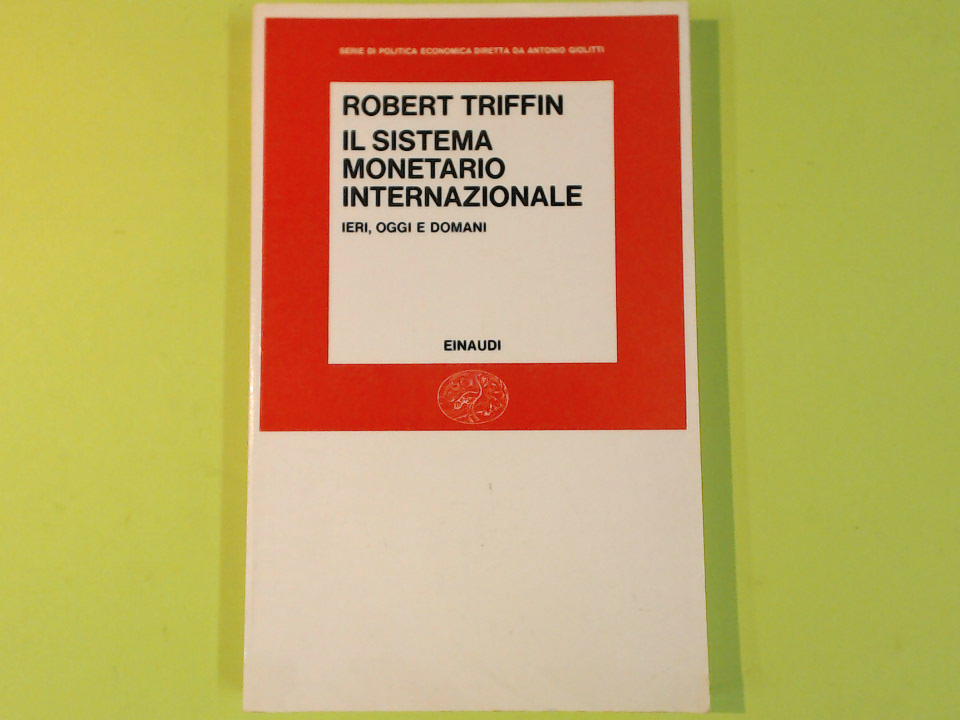 SERIE DI POLITICA ECONOMICA DIRETTA DA ANTONIO GIOLITTI
ROBERT TRIFFIN
IL SISTEMA
MONETARIO
INTERNAZIONALE
IERI, OGGI E DOMANI
EINAUDI